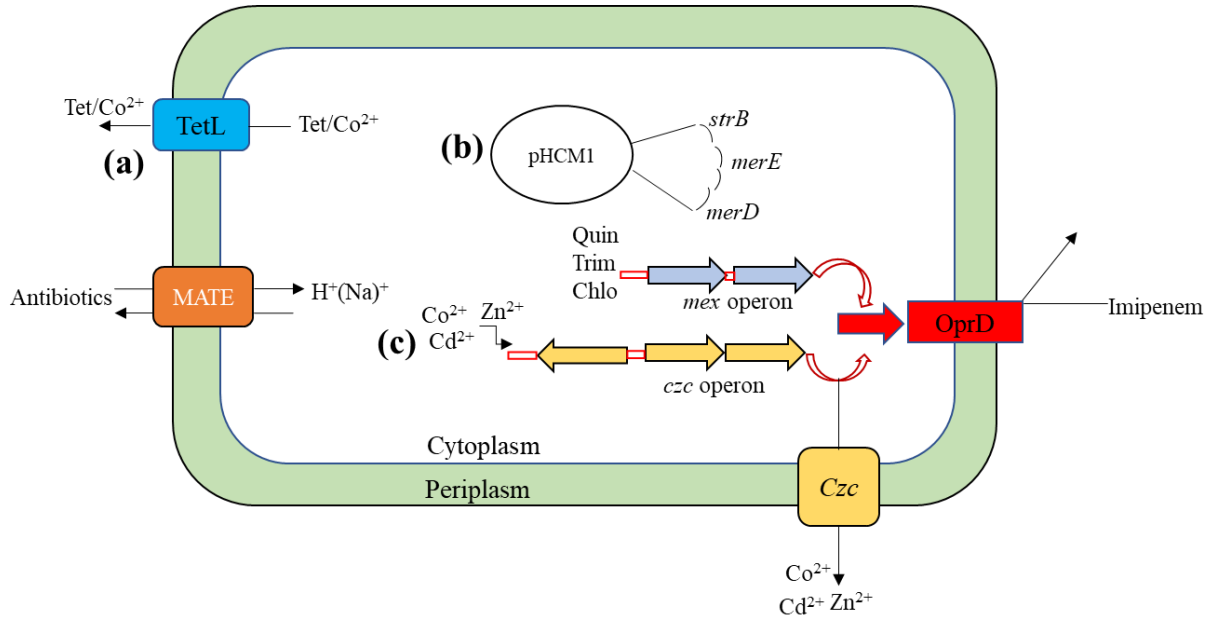 Tet/Co²⁺
TetL
Tet/Co²⁺
(a)
(b)
pHCM1
strB
merE
merD
Antibiotics
MATE
H⁺(Na)⁺
Quin
Trim
Chlo
mex operon
OprD
Imipenem
(c)
Co²⁺ Zn²⁺
Cd²⁺
czc operon
Cytoplasm
Periplasm
Czc
Co²⁺
Cd²⁺ Zn²⁺